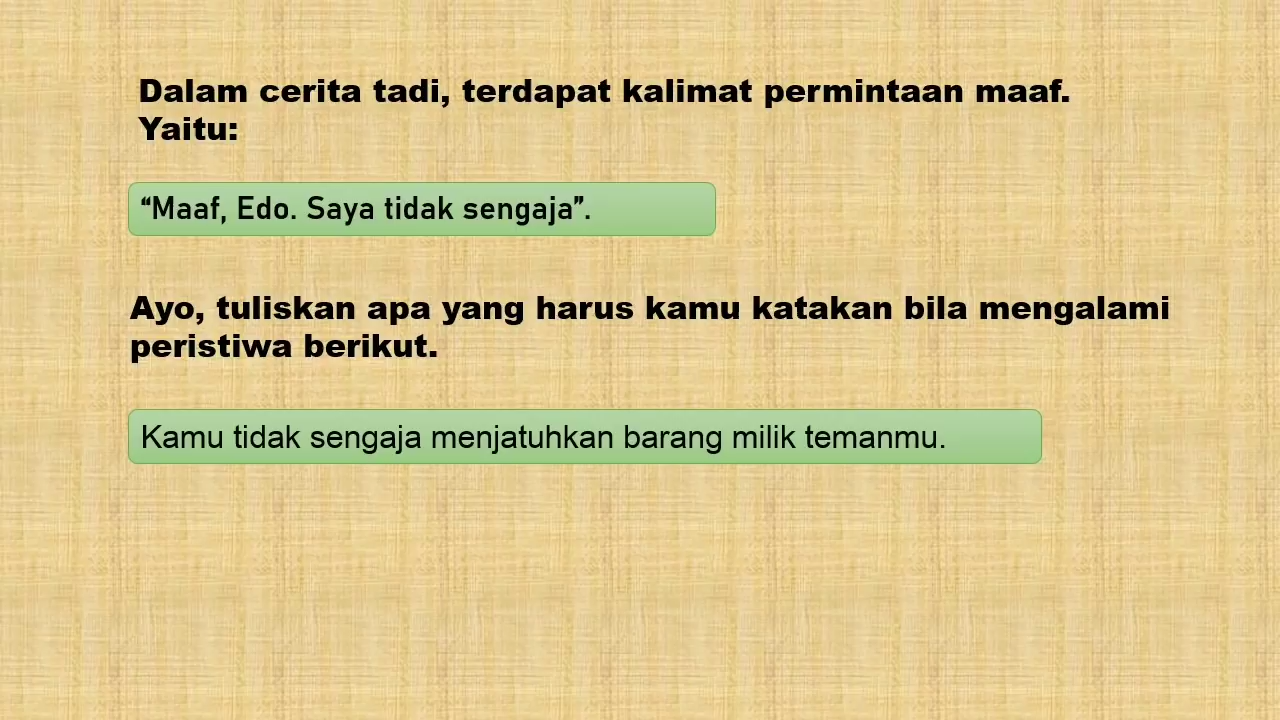 Dalam cerita tadi, terdapat kalimat permintaan maaf.
Yaitu:
“Maaf, Edo. Saya tidak sengaja”.
Ayo, tuliskan apa yang harus kamu katakan bila mengalami
peristiwa berikut.
Kamu tidak sengaja menjatuhkan barang milik temanmu.